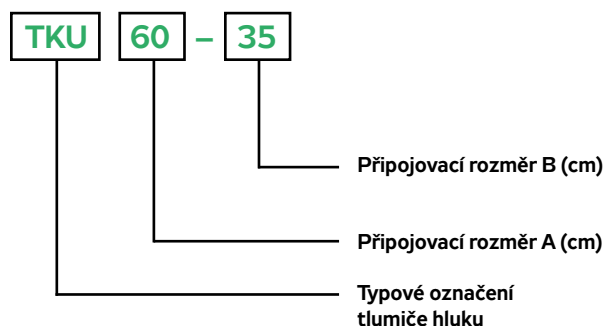 TKU 60 – 35
Připojovací rozměr B (cm)
Připojovací rozměr A (cm)
Typové označení
tlumiče hluku